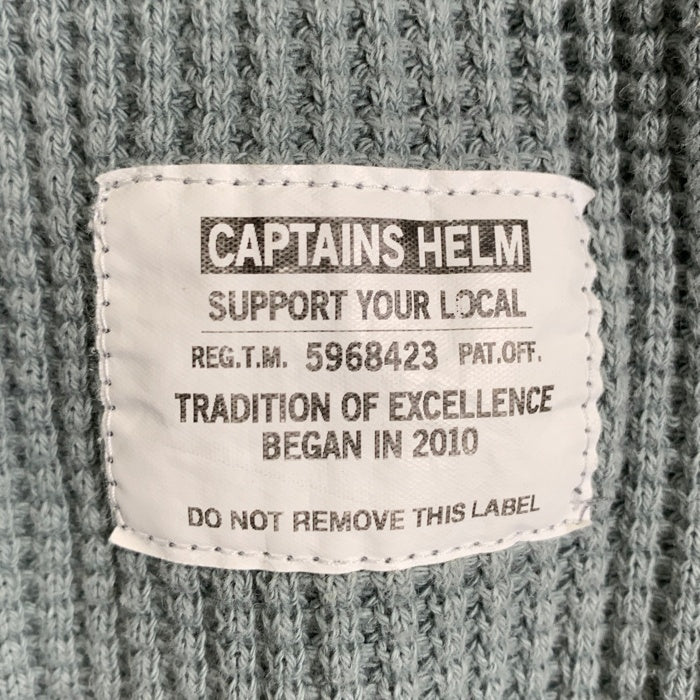 CAPTAINS HELM
SUPPORT YOUR LOCAL
REG.T.M. 5968423 PAT.OFF.
TRADITION OF EXCELLENCE
BEGAN IN 2010
DO NOT REMOVE THIS LABEL